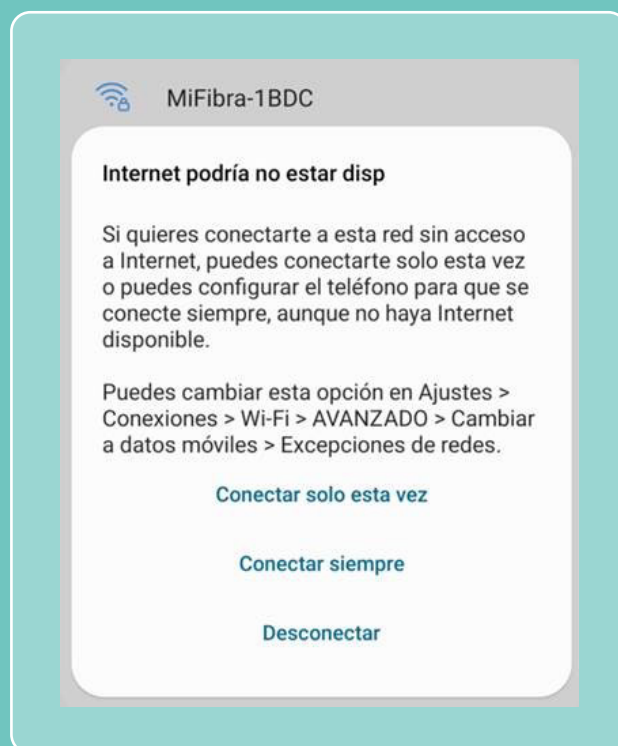 MiFibra-1BDC
Internet podría no estar disp
Si quieres conectarte a esta red sin acceso
a Internet, puedes conectarte solo esta vez
o puedes configurar el teléfono para que se
conecte siempre, aunque no haya Internet
disponible.
Puedes cambiar esta opción en Ajustes >
Conexiones > Wi-Fi > AVANZADO > Cambiar
a datos móviles > Excepciones de redes.
Conectar solo esta vez
Conectar siempre
Desconectar